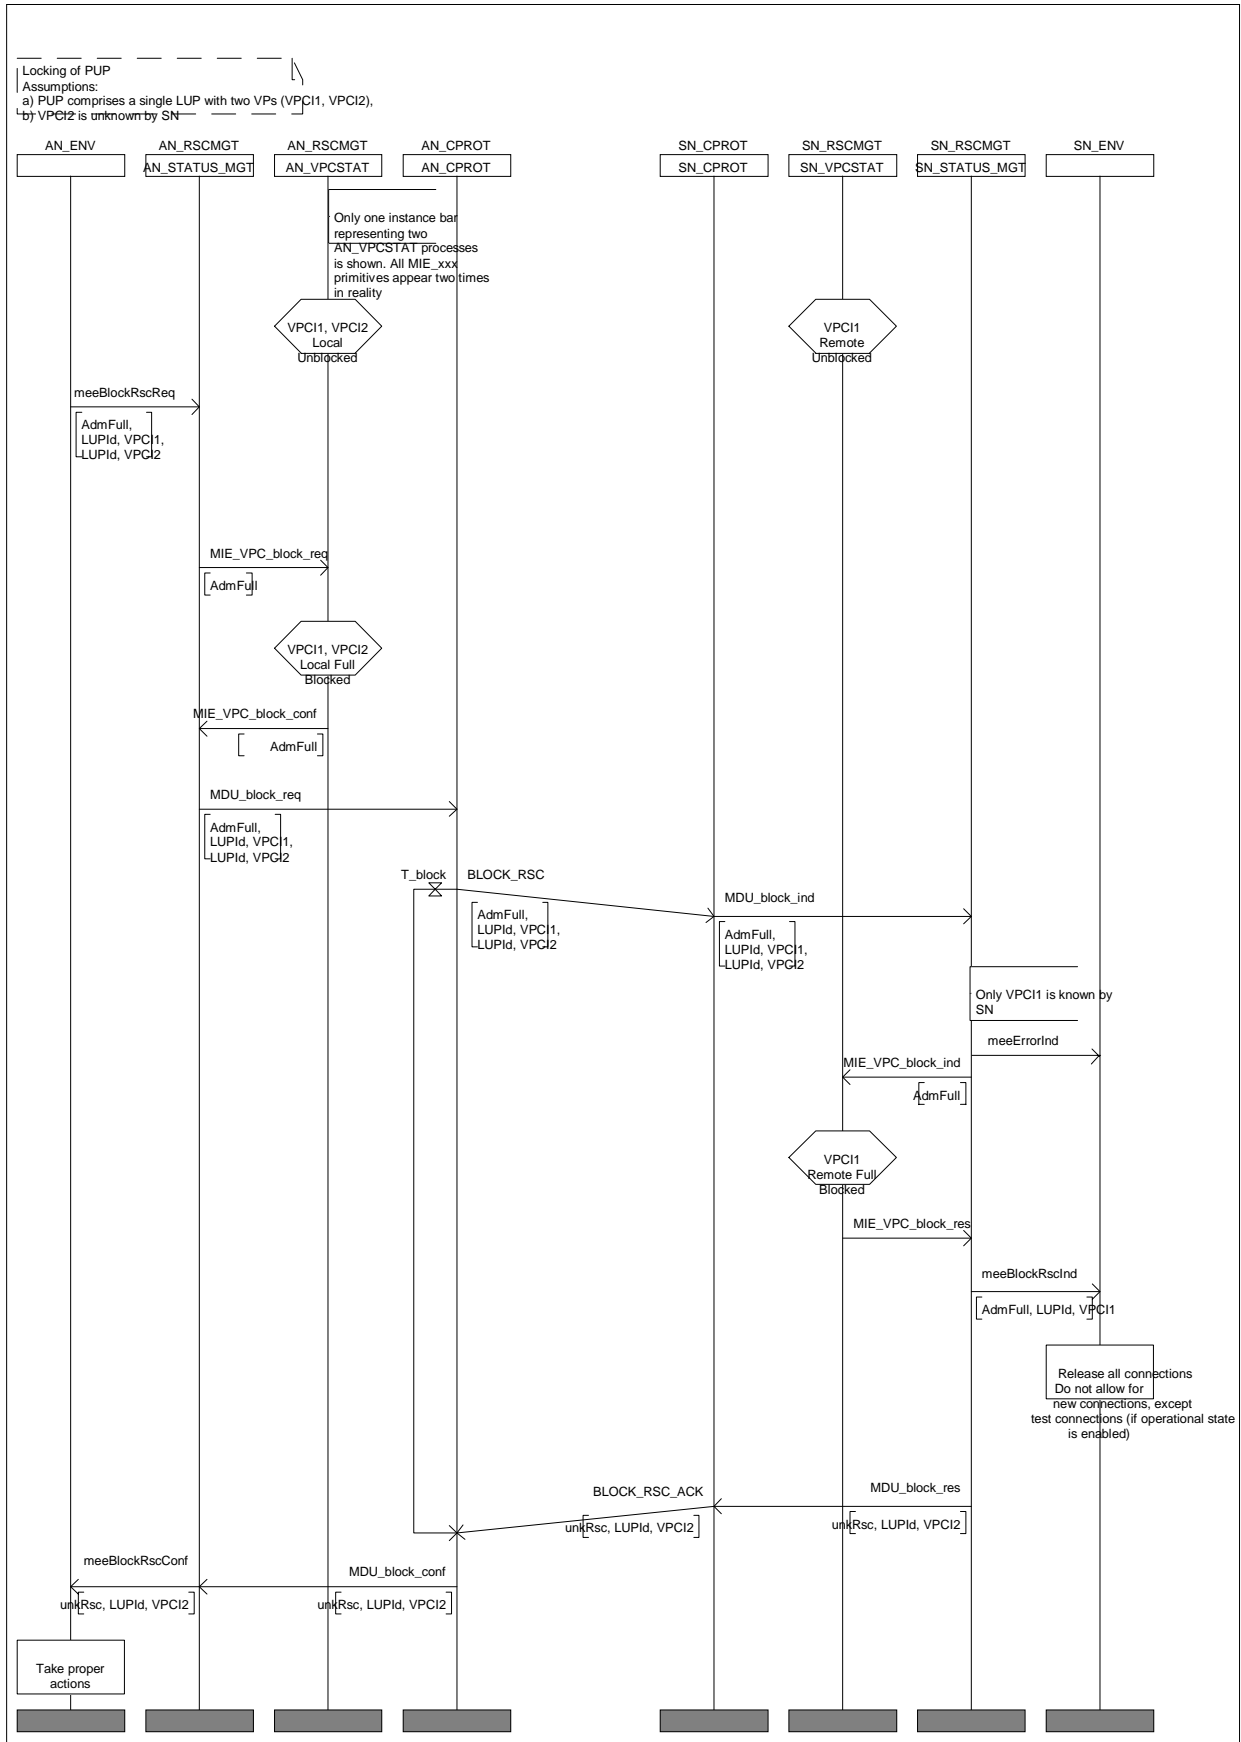 Locking of PUP
Assumptions:
a) PUP comprises a single LUP with two VPs (VPCI1, VPCI2),
b) VPCI2 is unknown by SN
AN_ENV
AN_RSCMGT
AN_RSCMGT
AN_CPROT
SN_CPROT
SN_RSCMGT
SN_RSCMGT
SN_ENV
AN_STATUS_MGT
AN_VPCSTAT
AN_CPROT
SN_CPROT
SN_VPCSTAT
SN_STATUS_MGT
Only one instance bar
representing two
AN_VPCSTAT processes
is shown. All MIE_xxx
primitives appear two times
in reality
VPCI1, VPCI2
Local
Unblocked
VPCI1
Remote
Unblocked
meeBlockRscReq
AdmFull,
LUPId, VPCI1,
LUPId, VPCI2
MIE_VPC_block_req
AdmFull
VPCI1, VPCI2
Local Full
Blocked
MIE_VPC_block_conf
AdmFull
MDU_block_req
AdmFull,
LUPId, VPCI1,
LUPId, VPCI2
T_block
BLOCK_RSC
AdmFull,
LUPId, VPCI1,
LUPId, VPCI2
MDU_block_ind
AdmFull,
LUPId, VPCI1,
LUPId, VPCI2
Only VPCI1 is known by
SN
meeErrorInd
MIE_VPC_block_ind
AdmFull
VPCI1
Remote Full
Blocked
MIE_VPC_block_res
meeBlockRscInd
AdmFull, LUPId, VPCI1
Release all connections
Do not allow for
new connections, except
test connections (if operational state
is enabled)
MDU_block_res
unkRsc, LUPId, VPCI2
BLOCK_RSC_ACK
unkRsc, LUPId, VPCI2
MDU_block_conf
unkRsc, LUPId, VPCI2
meeBlockRscConf
unkRsc, LUPId, VPCI2
Take proper
actions